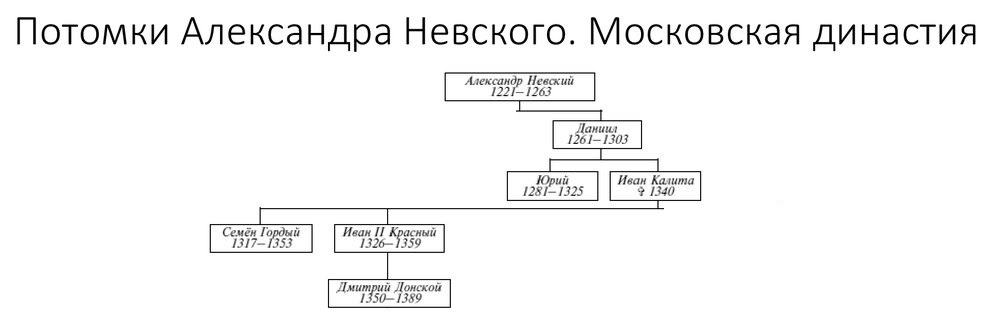 Потомки Александра Невского. Московская династия
Александр Невский
1221–1263
Даниил
1261–1303
Юрий
1281–1325
Иван Калита
✞ 1340
Семён Гордый
1317–1353
Иван II Красный
1326–1359
Дмитрий Донской
1350–1389